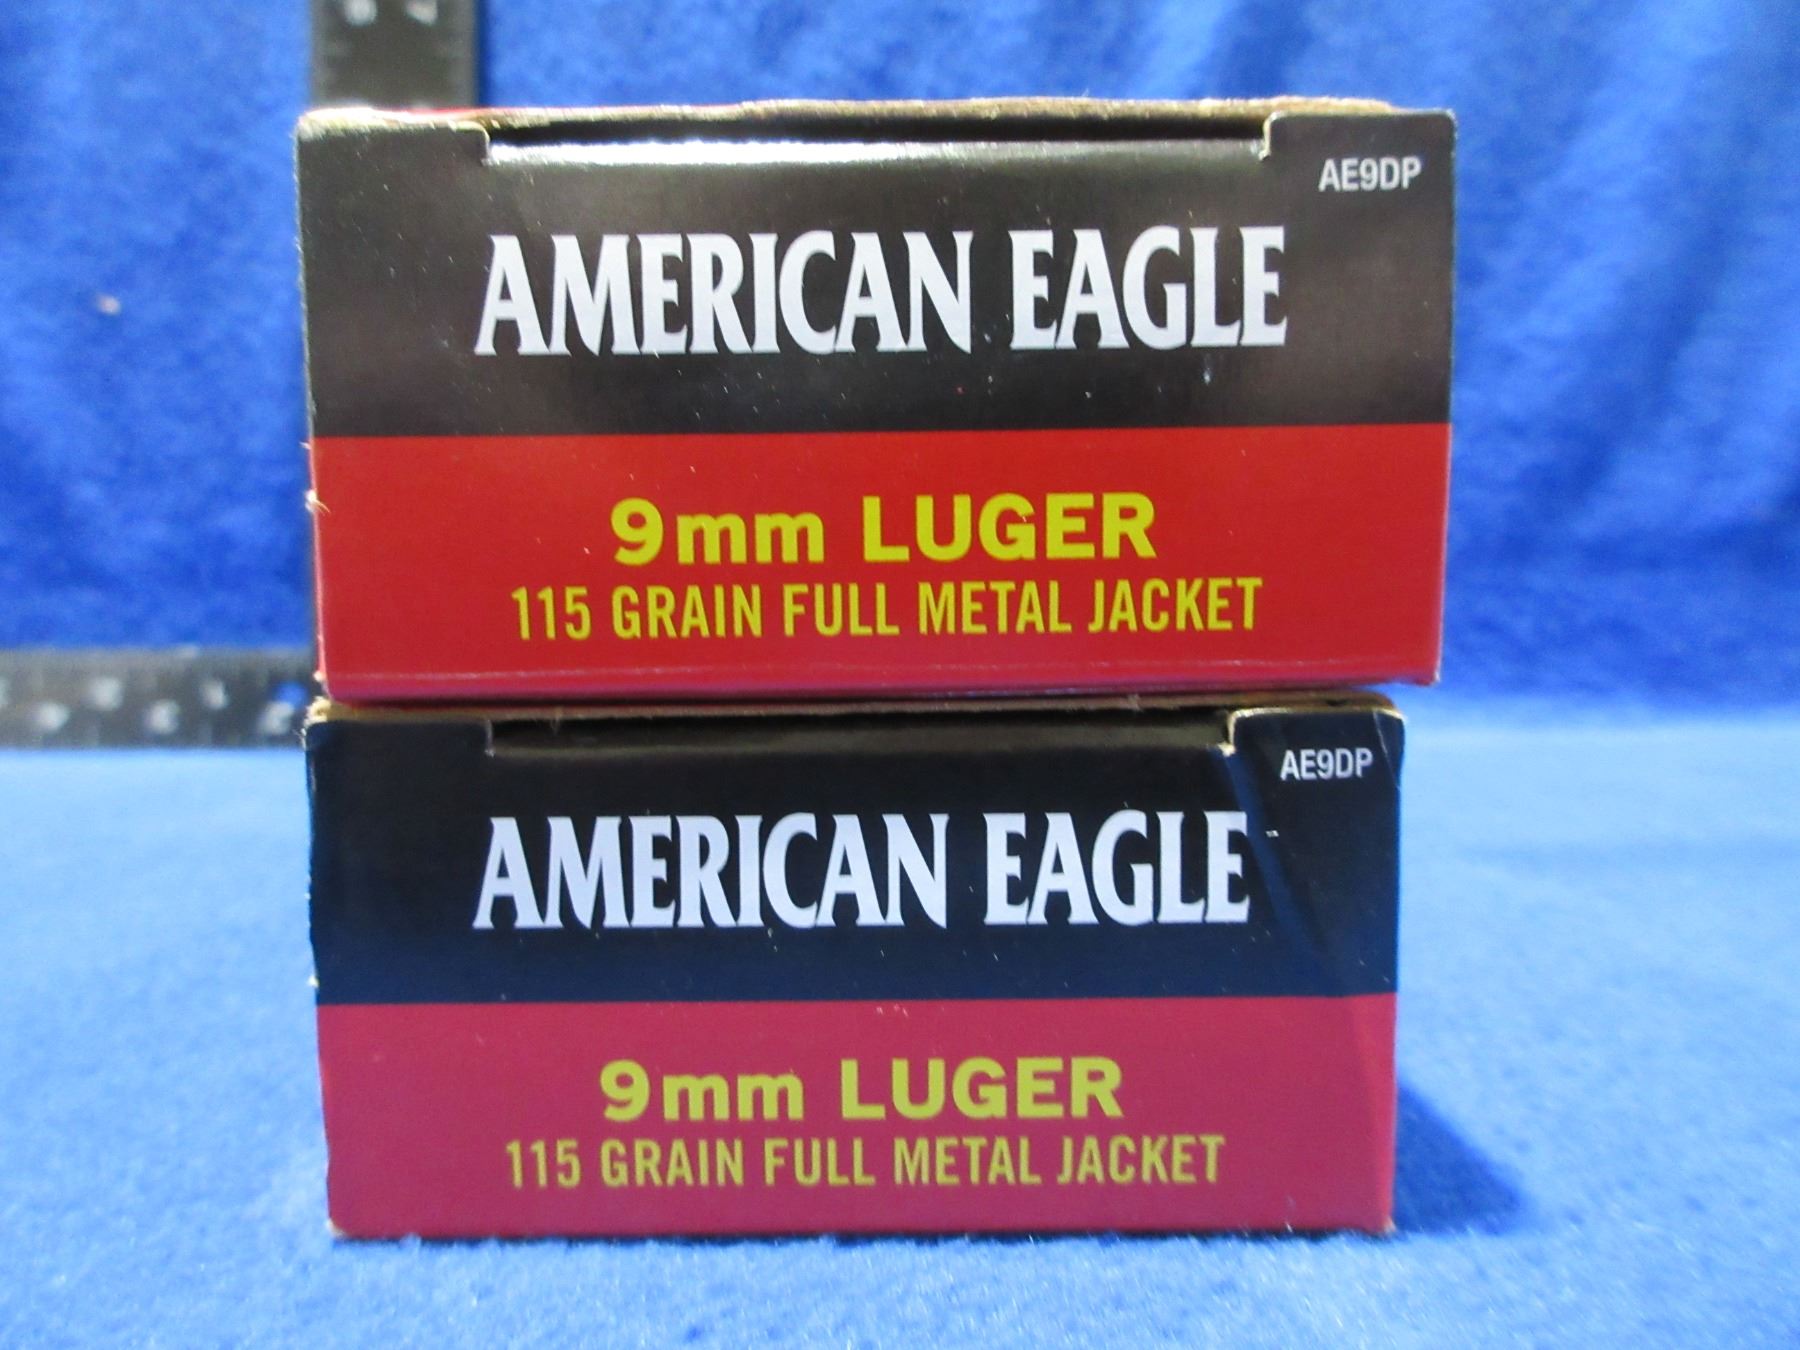 AE9DP
AMERICAN EAGLE
9mm LUGER
115 GRAIN FULL METAL JACKET
AE9DP
AMERICAN EAGLE
9mm LUGER
115 GRAIN FULL METAL JACKET